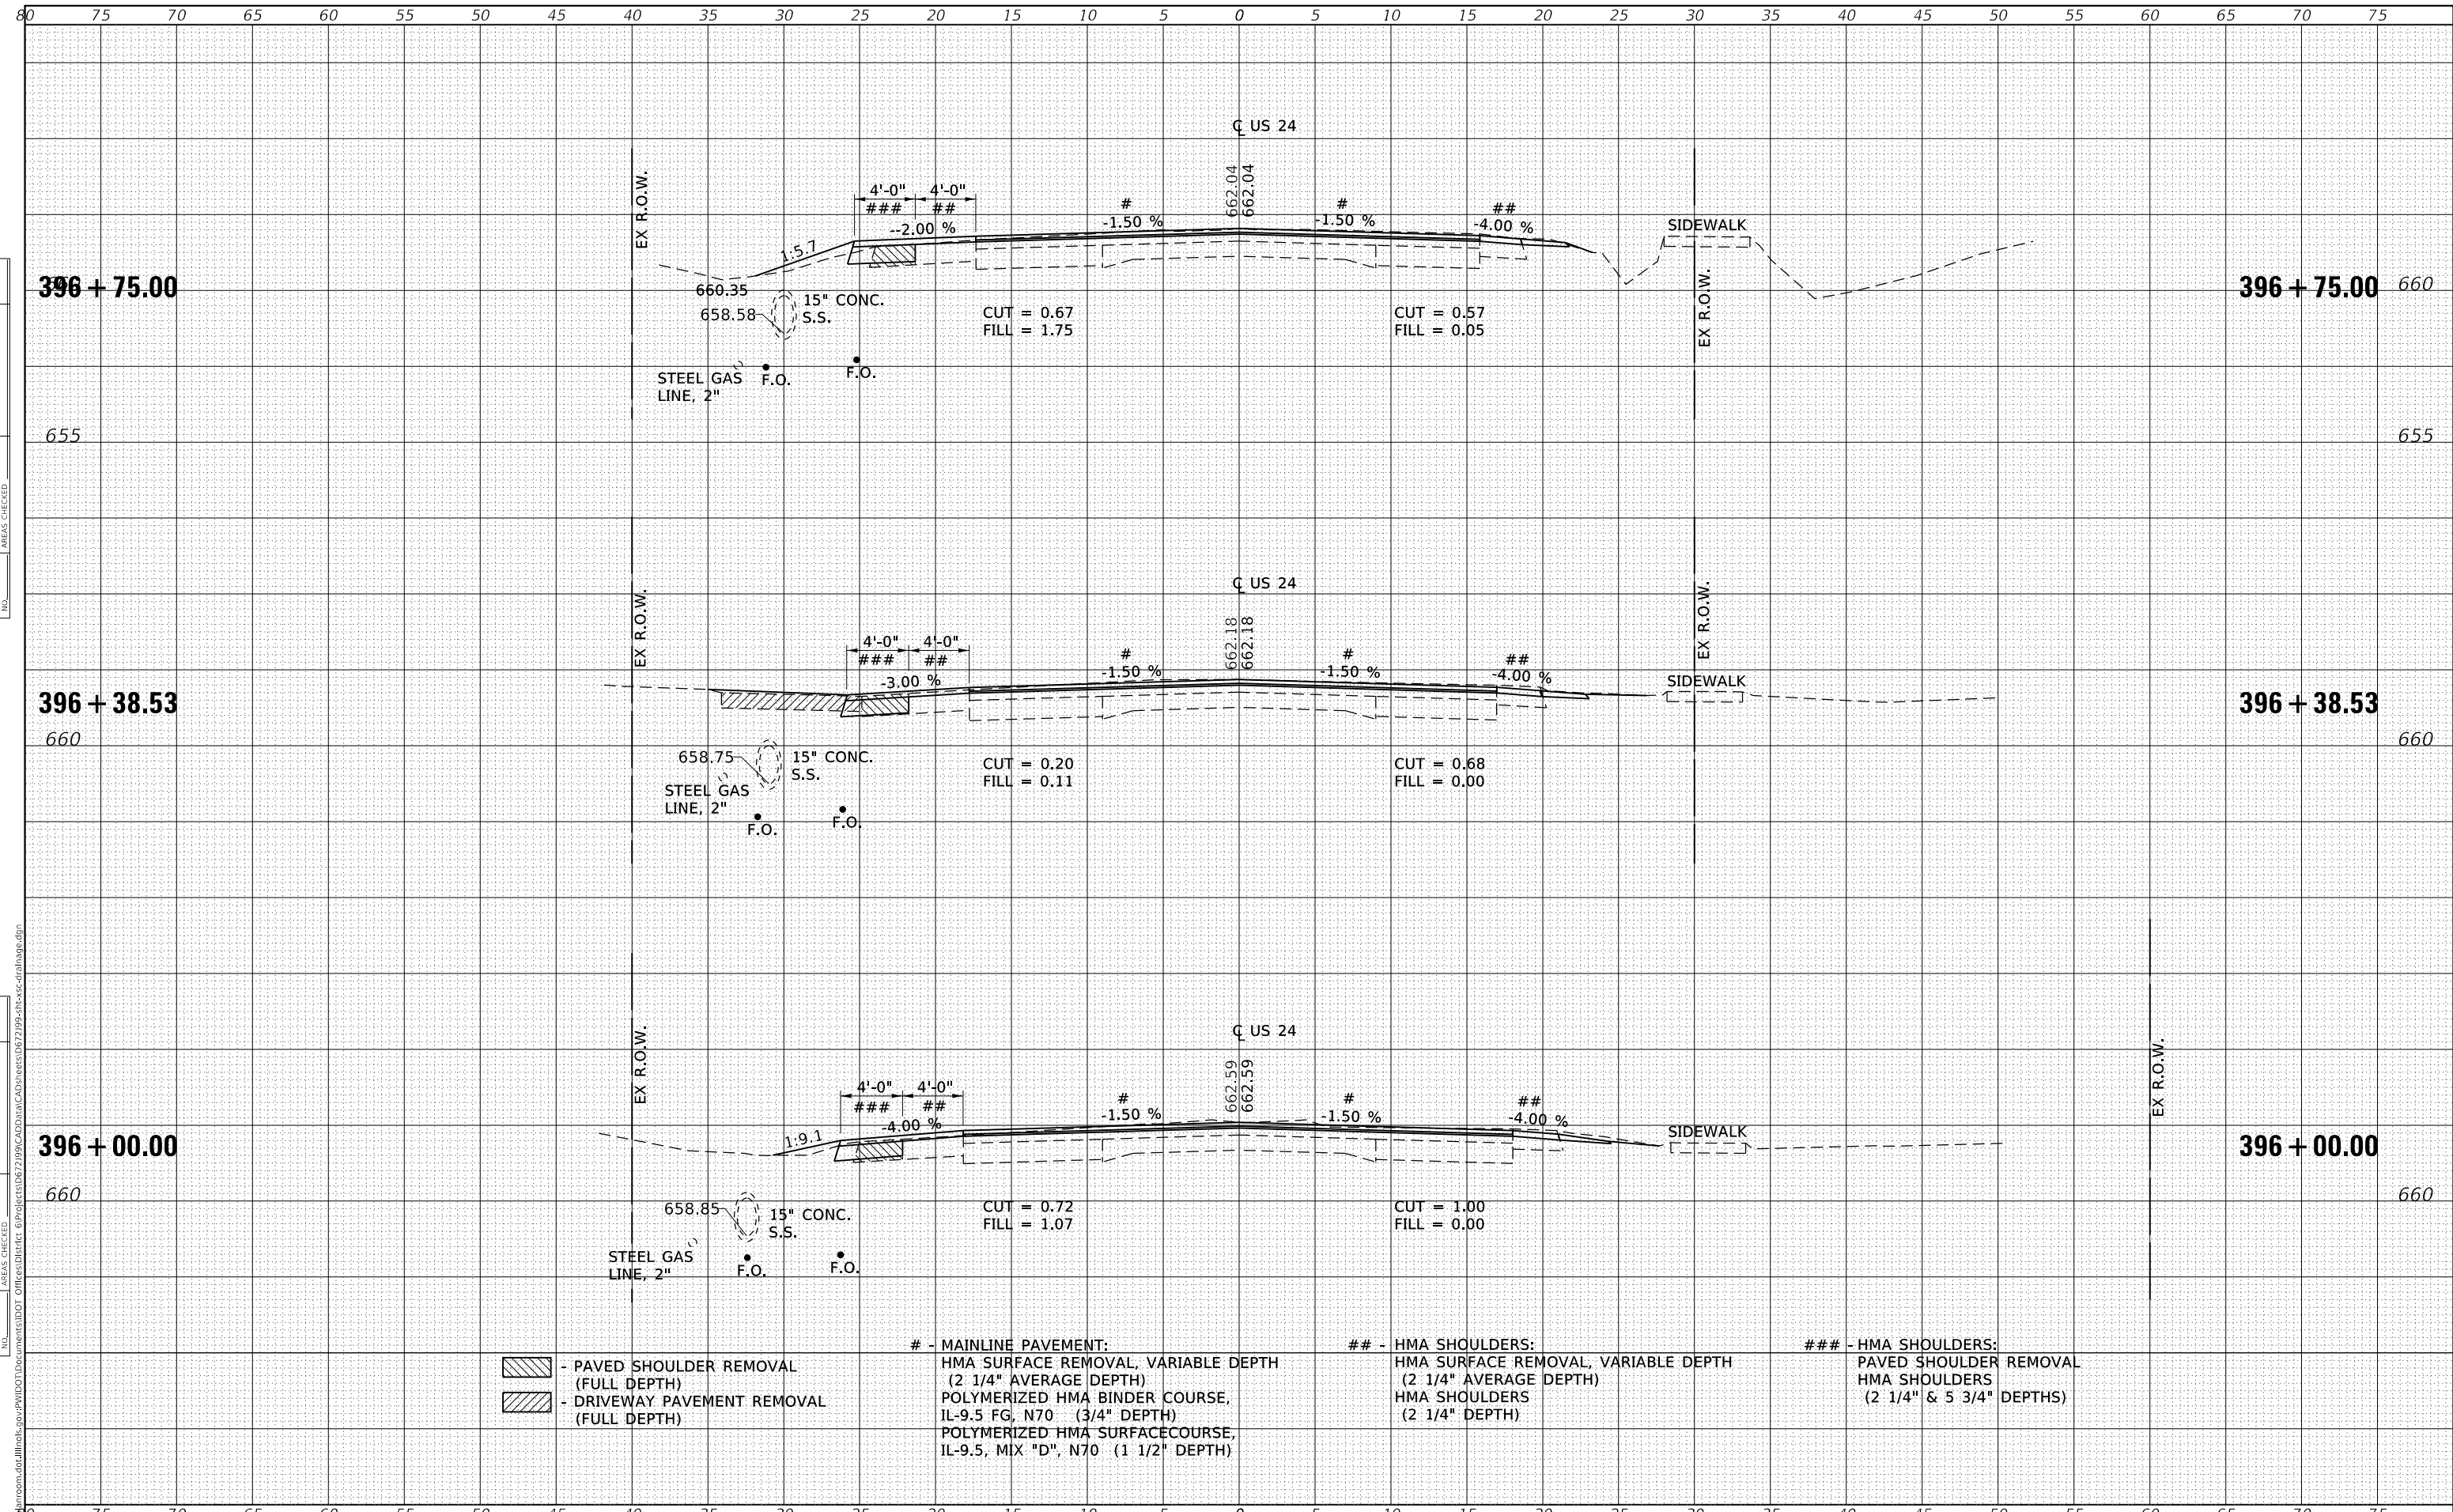 80 75 70 65 60 55 50 45 40 35 30 25 20 15 10 5 0 5 10 15 20 25 30 35 40 45 50 55 60 65 70 75
℄ US 24
EX R.O.W.
4'-0" 4'-0"
### ##
--2.00 %
1:5.7
#
-1.50 %
662.04
662.04
#
-1.50 %
##
-4.00 %
SIDEWALK
EX R.O.W.
396 + 75.00
396 + 75.00 660
660.35
658.58
15" CONC.
S.S.
CUT = 0.67
FILL = 1.75
CUT = 0.57
FILL = 0.05
STEEL GAS
LINE, 2"
F.O.
F.O.
655
655
℄ US 24
EX R.O.W.
4'-0" 4'-0"
### ##
-3.00 %
#
-1.50 %
662.18
662.18
#
-1.50 %
##
-4.00 %
EX R.O.W.
SIDEWALK
396 + 38.53
396 + 38.53
660
660
658.75
15" CONC.
S.S.
CUT = 0.20
FILL = 0.11
CUT = 0.68
FILL = 0.00
STEEL GAS
LINE, 2"
F.O.
F.O.
℄ US 24
EX R.O.W.
4'-0" 4'-0"
### ##
-4.00 %
1:9.1
#
-1.50 %
662.59
662.59
#
-1.50 %
##
-4.00 %
SIDEWALK
EX R.O.W.
396 + 00.00
396 + 00.00
660
660
658.85
15" CONC.
S.S.
CUT = 0.72
FILL = 1.07
CUT = 1.00
FILL = 0.00
STEEL GAS
LINE, 2"
F.O.
F.O.
- PAVED SHOULDER REMOVAL
(FULL DEPTH)
- DRIVEWAY PAVEMENT REMOVAL
(FULL DEPTH)
# - MAINLINE PAVEMENT:
HMA SURFACE REMOVAL, VARIABLE DEPTH
(2 1/4" AVERAGE DEPTH)
POLYMERIZED HMA BINDER COURSE,
IL-9.5 FG, N70 (3/4" DEPTH)
POLYMERIZED HMA SURFACECOURSE,
IL-9.5, MIX "D", N70 (1 1/2" DEPTH)
## - HMA SHOULDERS:
HMA SURFACE REMOVAL, VARIABLE DEPTH
(2 1/4" AVERAGE DEPTH)
HMA SHOULDERS
(2 1/4" DEPTH)
### - HMA SHOULDERS:
PAVED SHOULDER REMOVAL
HMA SHOULDERS
(2 1/4" & 5 3/4" DEPTHS)
AREAS CHECKED
NO.
AREAS CHECKED
NO.